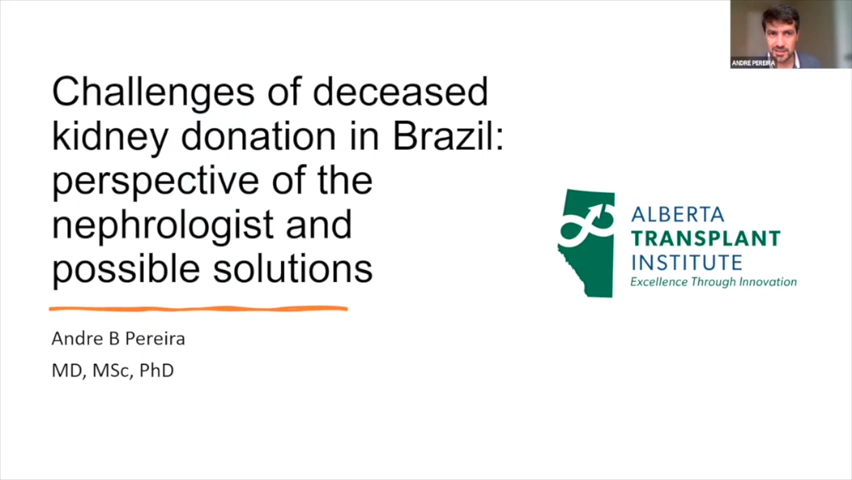 Challenges of deceased
kidney donation in Brazil:
perspective of the
nephrologist and
possible solutions
Andre B Pereira
MD, MSc, PhD
ALBERTA
TRANSPLANT
INSTITUTE
Excellence Through Innovation
ANDRE PEREIRA